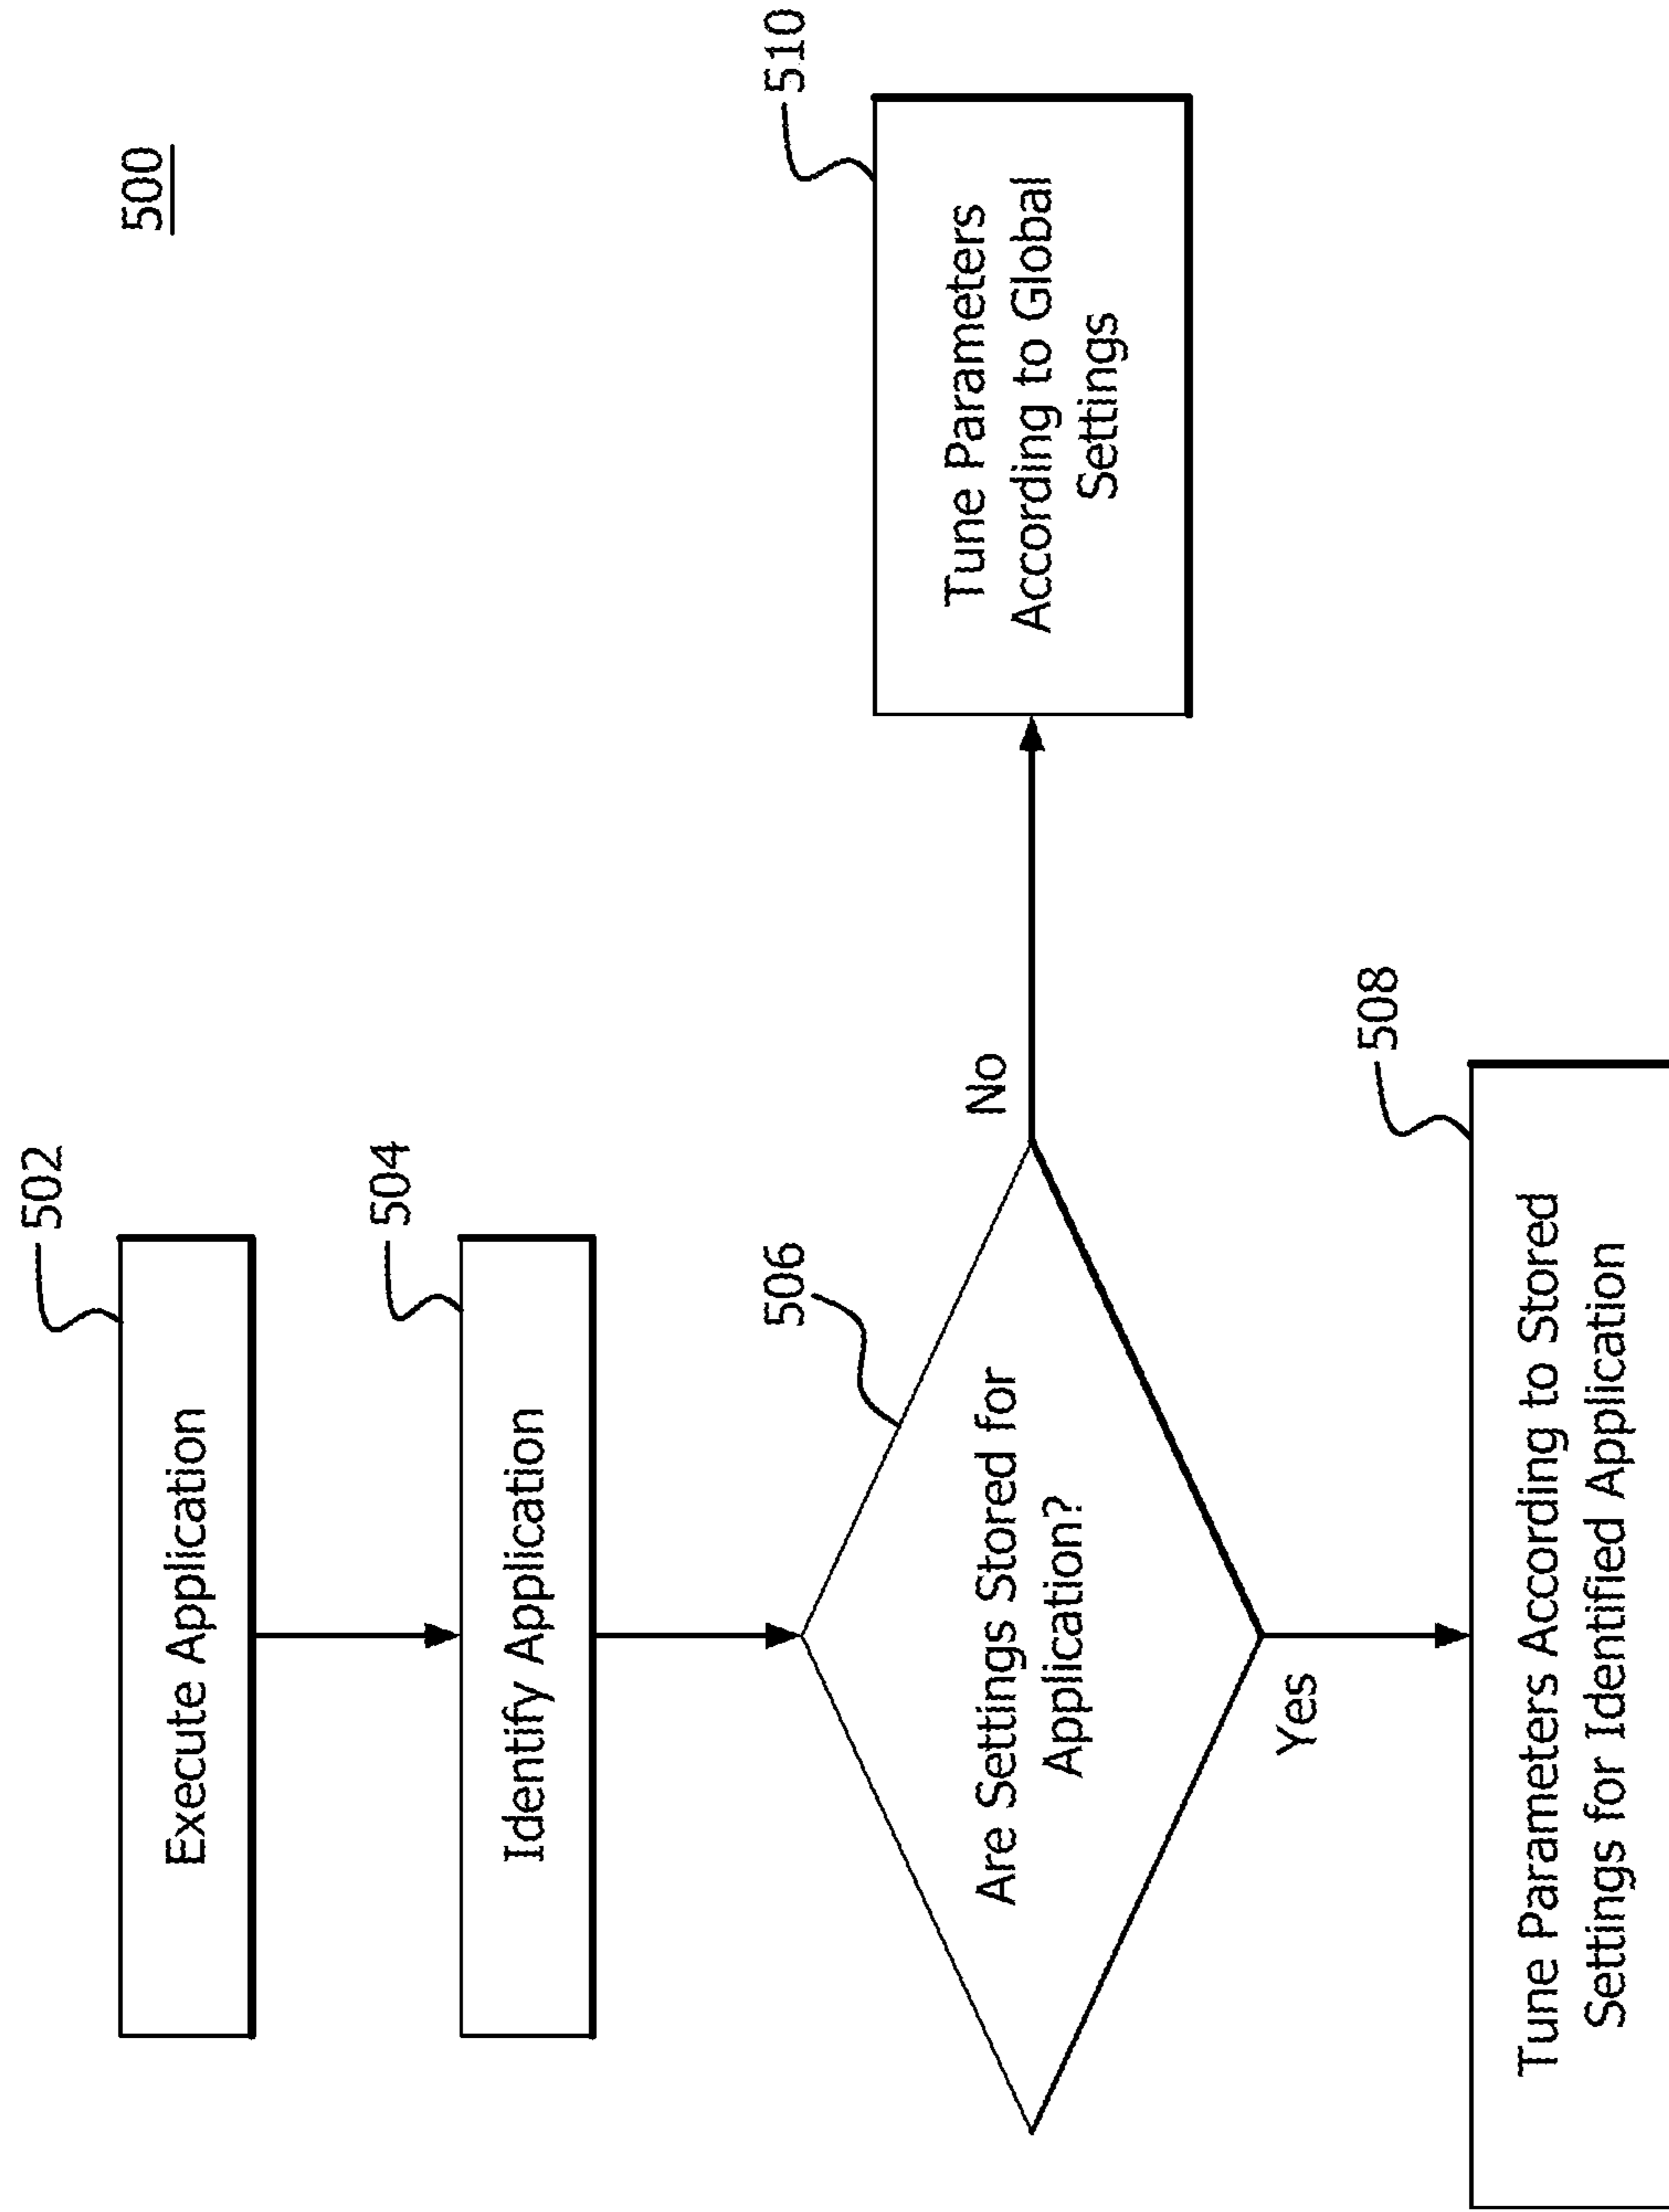 500
502
Execute Application
504
Identify Application
506
Are Settings Stored for
Application?
No
510
Tune Parameters
According to Global
Settings
Yes
508
Tune Parameters According to Stored
Settings for Identified Application